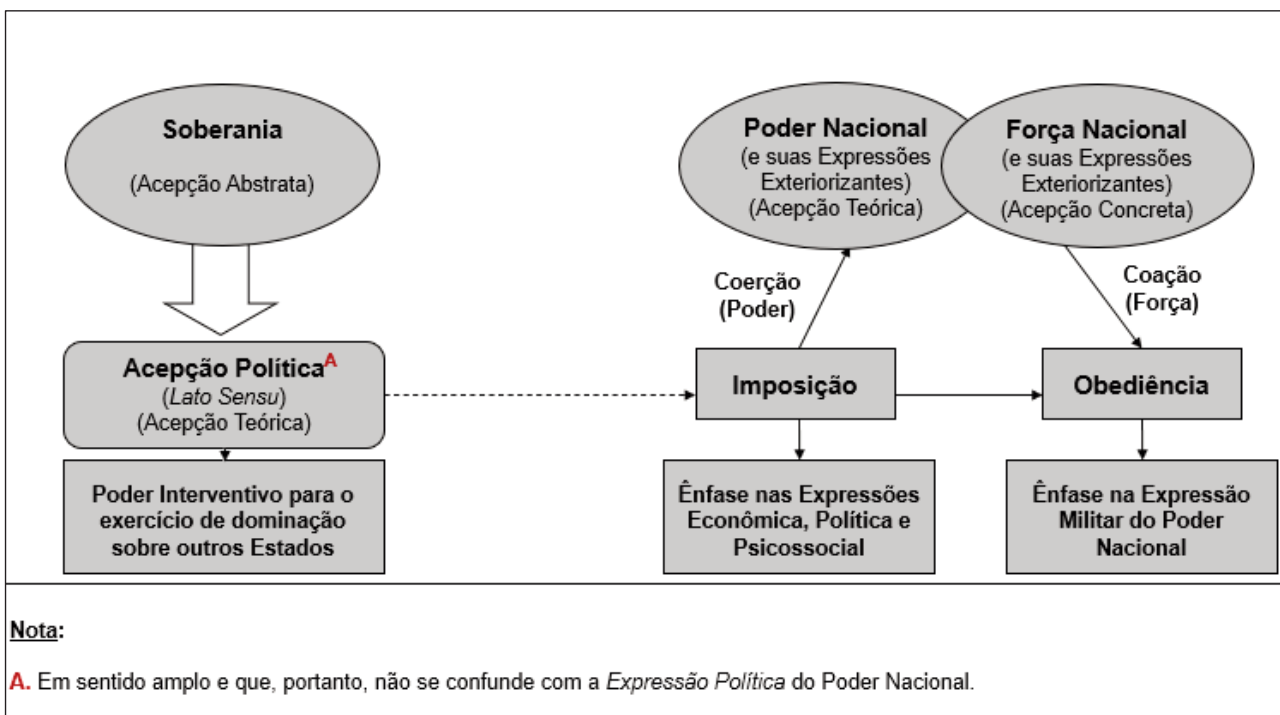 Soberania
(Acepção Abstrata)
Poder Nacional
(e suas Expressões
Exteriorizantes)
(Acepção Teórica)
Força Nacional
(e suas Expressões
Exteriorizantes)
(Acepção Concreta)
Coerção
(Poder)
Coação
(Força)
Acepção Política A
(Lato Sensu)
(Acepção Teórica)
Imposição
Obediência
Poder Interventivo para o
exercício de dominação
sobre outros Estados
Ênfase nas Expressões
Econômica, Política e
Psicossocial
Ênfase na Expressão
Militar do Poder
Nacional
Nota:
A. Em sentido amplo e que, portanto, não se confunde com a Expressão Política do Poder Nacional.